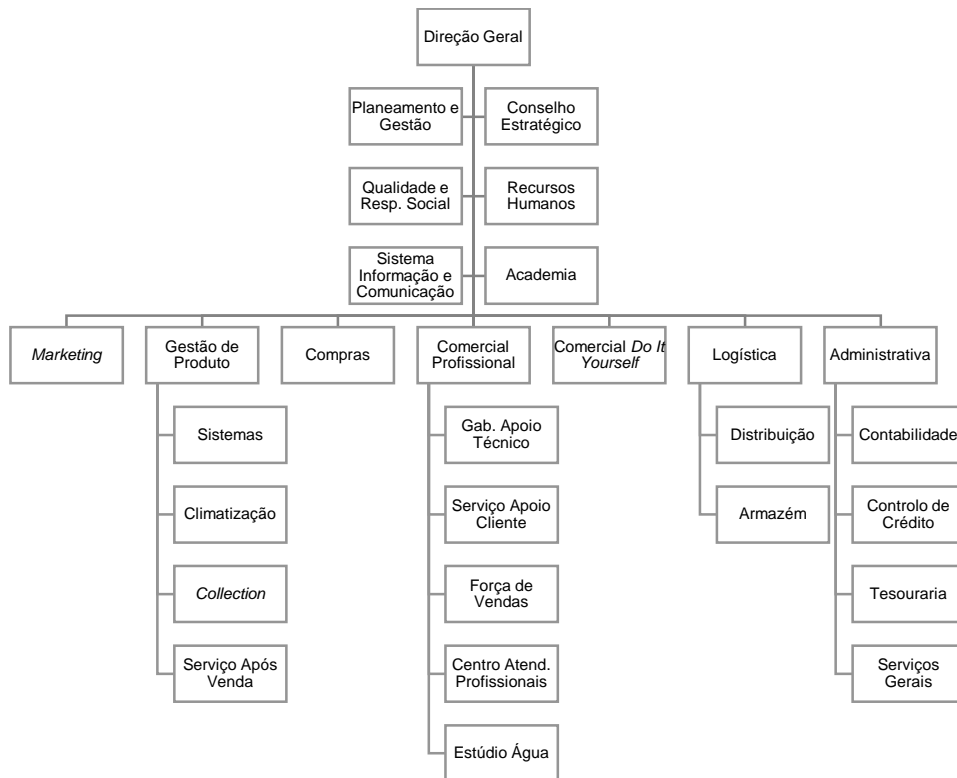 Direção Geral
Planeamento e
Gestão
Conselho
Estratégico
Qualidade e
Resp. Social
Recursos
Humanos
Sistema
Informação e
Comunicação
Academia
Marketing
Gestão de
Produto
Compras
Comercial
Profissional
Comercial Do It
Yourself
Logística
Administrativa
Sistemas
Climatização
Collection
Serviço Após
Venda
Gab. Apoio
Técnico
Serviço Apoio
Cliente
Força de
Vendas
Centro Atend.
Profissionais
Estúdio Água
Distribuição
Armazém
Contabilidade
Controlo de
Crédito
Tesouraria
Serviços
Gerais